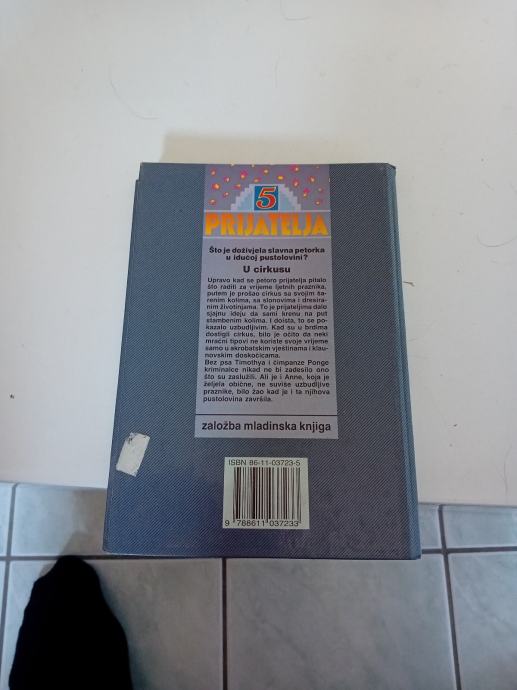 5
PRIJATELJA
Što je doživjela slavna petorka
u idućoj pustolovini?
U cirkusu
Upravo kad se petoro prijatelja pitalo
što raditi za vrijeme ljetnih praznika,
putem je prošao cirkus sa svojim ša-
renim kolima, sa slonovima i dresira-
nim životinjama. To je prijateljima dalo
sjajnu ideju da sami krenu na put
stambenim kolima. I doista, to se po-
kazalo uzbudljivim. Kad su u brdima
dostigli cirkus, bilo je očito da neki
mračni tipovi ne koriste svoje vrijeme
samo u akrobatskim vještinama i klau-
novskim doskočicama.
Bez psa Timothya i čimpanze Ponge
kriminalce nikad ne bi zadesilo ono
što su zaslužili. Ali je i Anne, koja je
željela obične, ne suviše uzbudljive
praznike, bilo žao kad je i ta njihova
pustolovina završila.
založba mladinska knjiga
ISBN 86-11-03723-5
9 788611 037233